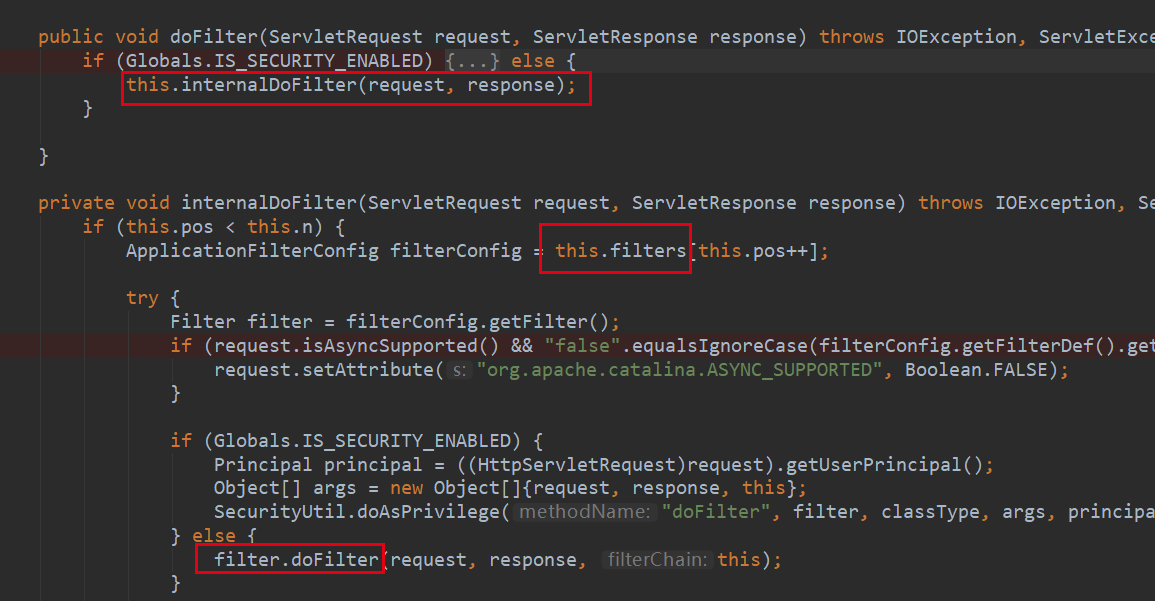 public void doFilter(ServletRequest request, ServletResponse response) throws IOException, ServletExce
if (Globals.IS_SECURITY_ENABLED) {...} else {
this.internalDoFilter(request, response);
}
}
private void internalDoFilter(ServletRequest request, ServletResponse response) throws IOException, Se
if (this.pos < this.n) {
ApplicationFilterConfig filterConfig = this.filters[this.pos++];
try {
Filter filter = filterConfig.getFilter();
if (request.isAsyncSupported() && "false".equalsIgnoreCase(filterConfig.getFilterDef().get
request.setAttribute( s: "org.apache.catalina.ASYNC_SUPPORTED", Boolean.FALSE);
}
if (Globals.IS_SECURITY_ENABLED) {
Principal principal = ((HttpServletRequest)request).getUserPrincipal();
Object[] args = new Object[]{request, response, this};
SecurityUtil.doAsPrivilege( methodName: "doFilter", filter, classType, args, principa
} else {
filter.doFilter(request, response, filterChain: this);
}